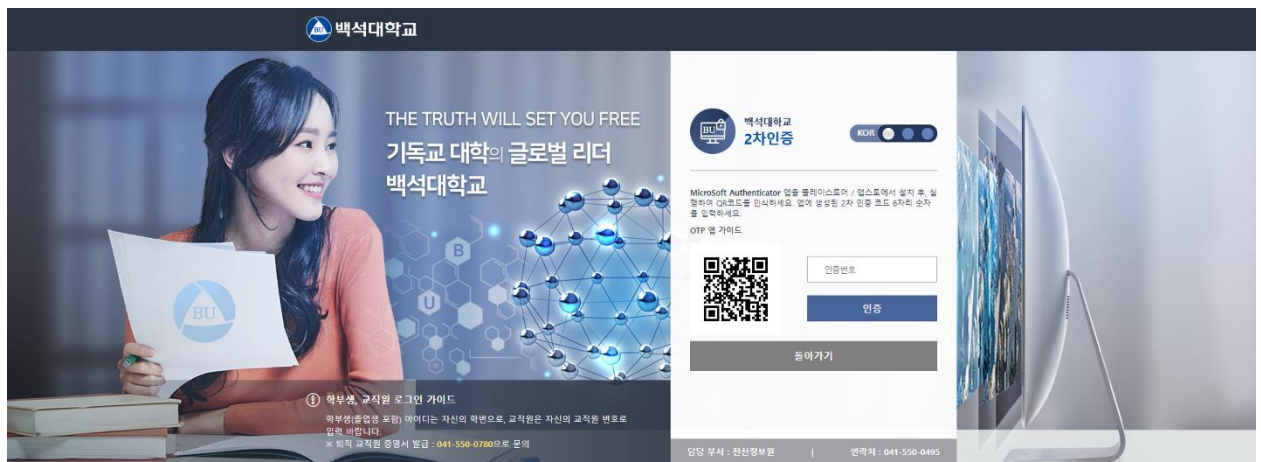 BU 백석대학교
THE TRUTH WILL SET YOU FREE
기독교 대학의 글로벌 리더
백석대학교
B
U
BU
학부생, 교직원 로그인 가이드
학부생(졸업생 포함) 아이디는 자신의 학번으로, 교직원은 자신의 교직원 번호로
입력 바랍니다.
※ 퇴직 교직원 증명서 발급 : 041-550-0780으로 문의
BU
백석대학교
2차인증
KOR
MicroSoft Authenticator 앱을 플레이스토어 / 앱스토에서 설치 후, 실
행하여 QR코드를 인식하세요. 앱에 생성된 2차 인증 코드 6자리 숫자
를 입력하세요.
OTP 앱 가이드
인증번호
인증
돌아가기
담당 부서 : 전산정보원 | 연락처 : 041-550-0495